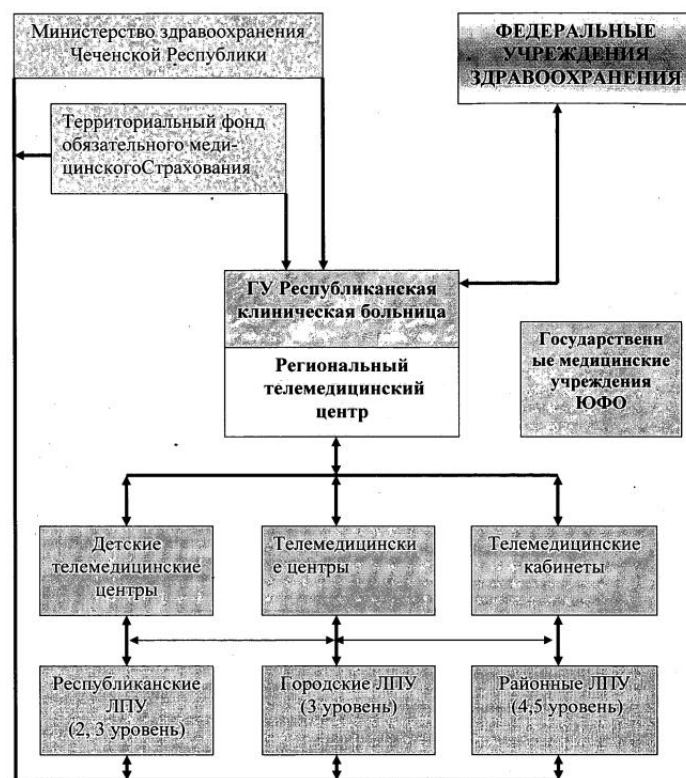 Министерство здравоохранения
Чеченской Республики
ФЕДЕРАЛЬНЫЕ
УЧРЕЖДЕНИЯ
ЗДРАВООХРАНЕНИЯ
Территориальный фонд
обязательного меди-
цинскогоСтрахования
ГУ Республиканская
клиническая больница
Региональный
телемедицинский
центр
Государственн
ые медицинские
учреждения
ЮФО
Детские
телемедицинские
центры
Телемедицински
е центры
Телемедицинские
кабинеты
Республиканские
ЛПУ
(2, 3 уровень)
Городские ЛПУ
(3 уровень)
Районные ЛПУ
(4,5 уровень)